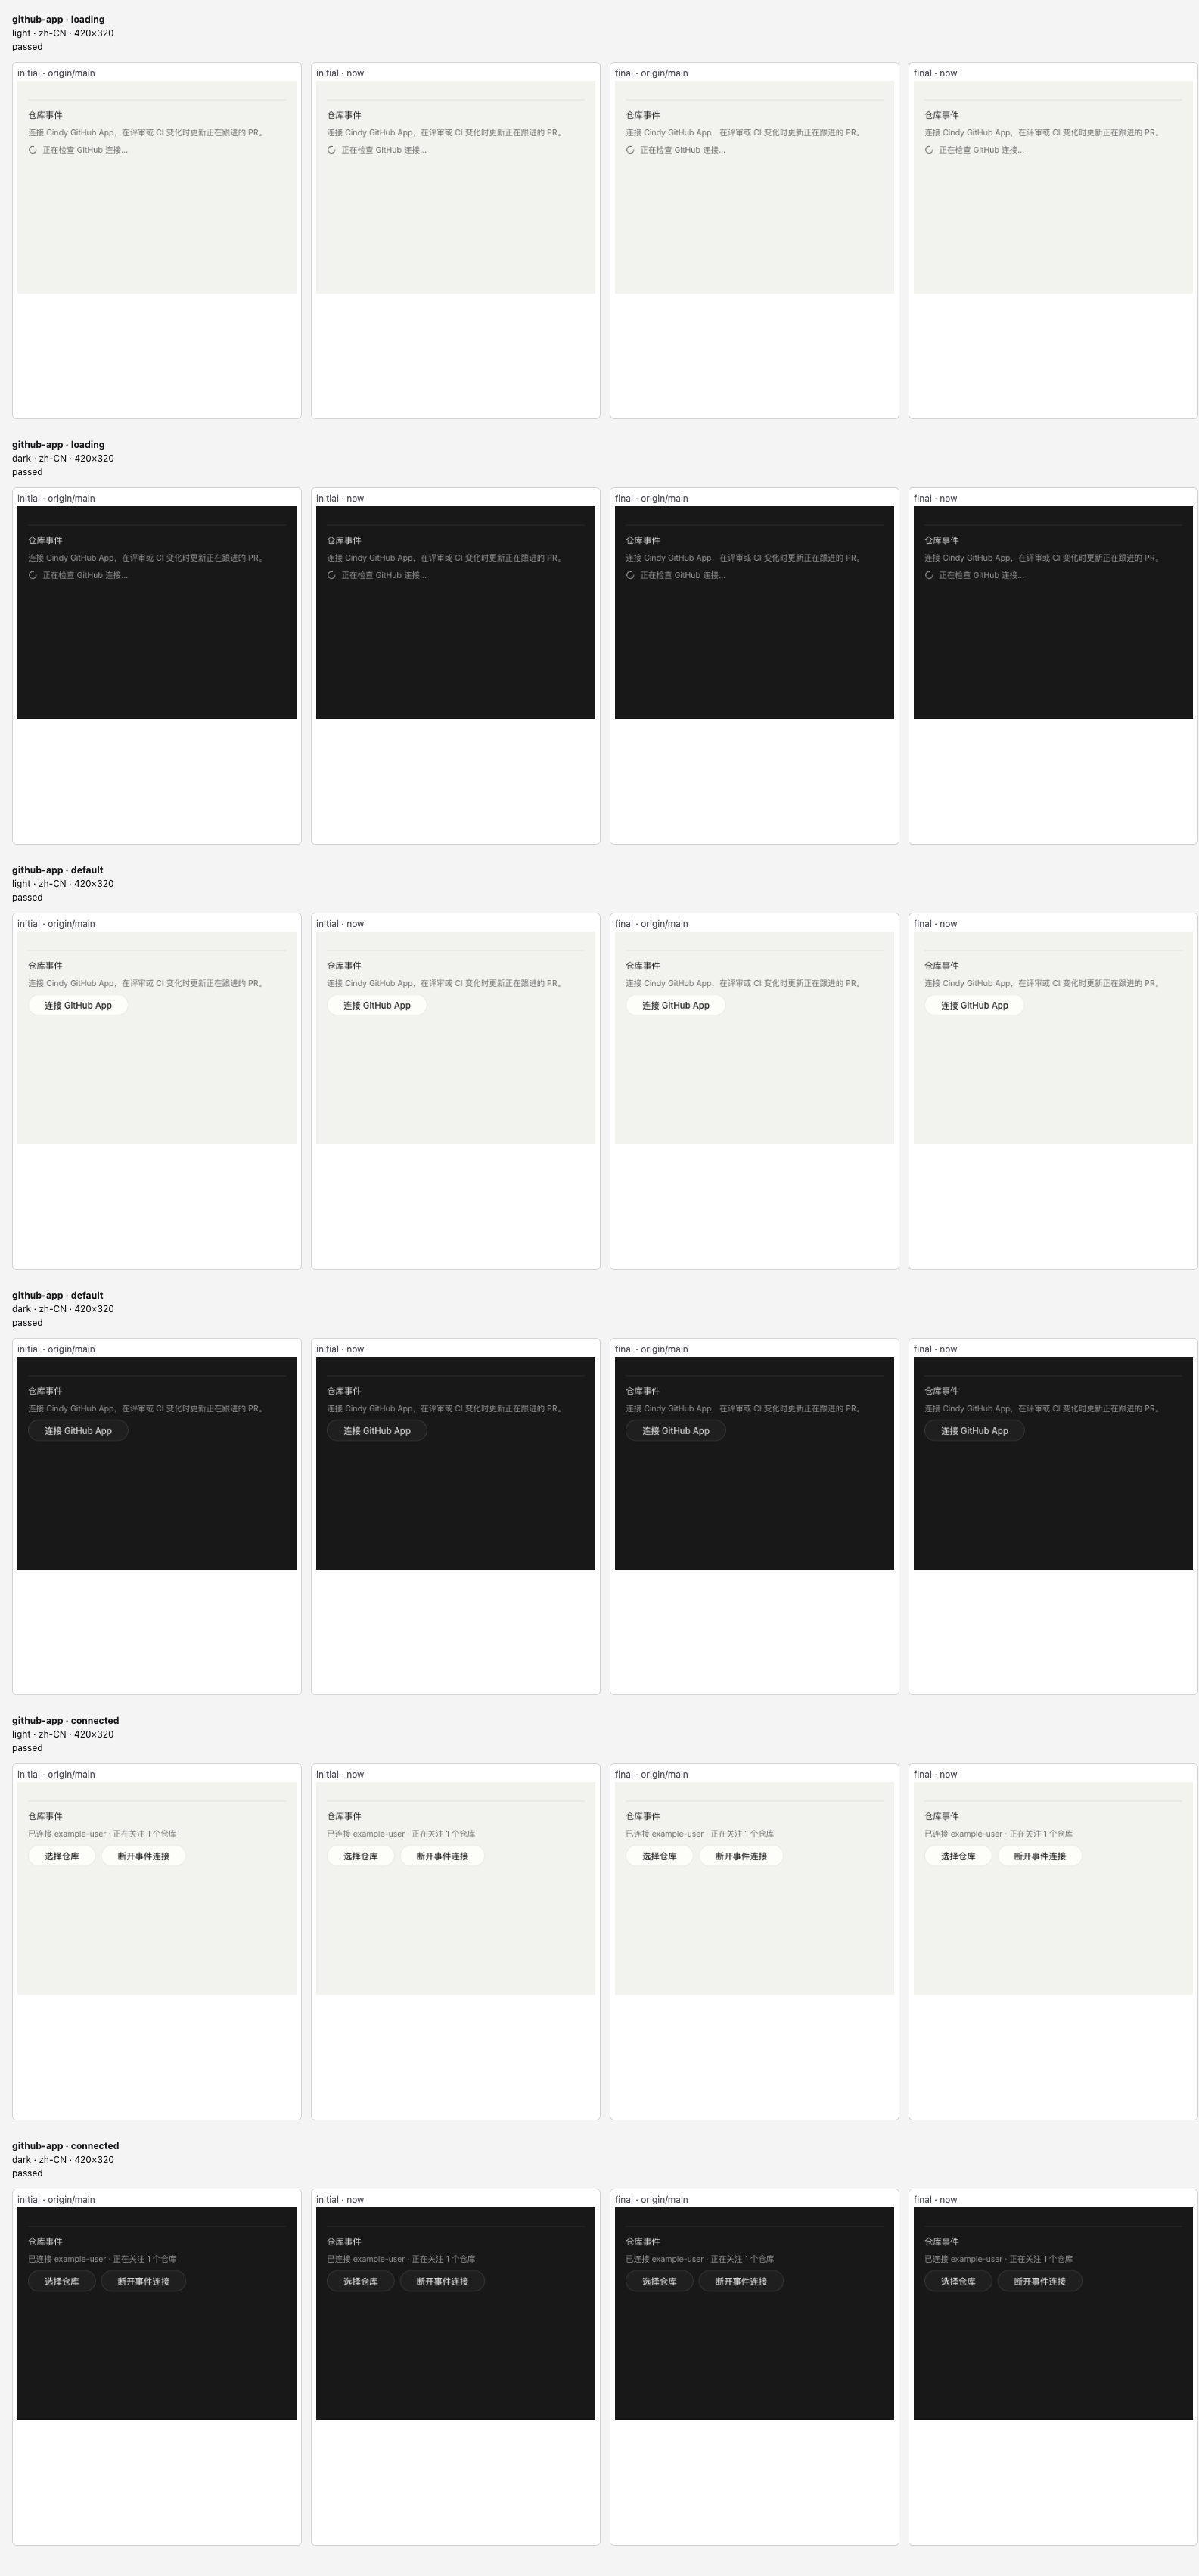 github-app · loading
light · zh-CN · 420×320
passed
initial · origin/main
仓库事件
连接 Cindy GitHub App，在评审或 CI 变化时更新正在跟进的 PR。
正在检查 GitHub 连接...
initial · now
仓库事件
连接 Cindy GitHub App，在评审或 CI 变化时更新正在跟进的 PR。
正在检查 GitHub 连接...
final · origin/main
仓库事件
连接 Cindy GitHub App，在评审或 CI 变化时更新正在跟进的 PR。
正在检查 GitHub 连接...
final · now
仓库事件
连接 Cindy GitHub App，在评审或 CI 变化时更新正在跟进的 PR。
正在检查 GitHub 连接...
github-app · loading
dark · zh-CN · 420×320
passed
initial · origin/main
仓库事件
连接 Cindy GitHub App，在评审或 CI 变化时更新正在跟进的 PR。
正在检查 GitHub 连接...
initial · now
仓库事件
连接 Cindy GitHub App，在评审或 CI 变化时更新正在跟进的 PR。
正在检查 GitHub 连接...
final · origin/main
仓库事件
连接 Cindy GitHub App，在评审或 CI 变化时更新正在跟进的 PR。
正在检查 GitHub 连接...
final · now
仓库事件
连接 Cindy GitHub App，在评审或 CI 变化时更新正在跟进的 PR。
正在检查 GitHub 连接...
github-app · default
light · zh-CN · 420×320
passed
initial · origin/main
仓库事件
连接 Cindy GitHub App，在评审或 CI 变化时更新正在跟进的 PR。
连接 GitHub App
initial · now
仓库事件
连接 Cindy GitHub App，在评审或 CI 变化时更新正在跟进的 PR。
连接 GitHub App
final · origin/main
仓库事件
连接 Cindy GitHub App，在评审或 CI 变化时更新正在跟进的 PR。
连接 GitHub App
final · now
仓库事件
连接 Cindy GitHub App，在评审或 CI 变化时更新正在跟进的 PR。
连接 GitHub App
github-app · default
dark · zh-CN · 420×320
passed
initial · origin/main
仓库事件
连接 Cindy GitHub App，在评审或 CI 变化时更新正在跟进的 PR。
连接 GitHub App
initial · now
仓库事件
连接 Cindy GitHub App，在评审或 CI 变化时更新正在跟进的 PR。
连接 GitHub App
final · origin/main
仓库事件
连接 Cindy GitHub App，在评审或 CI 变化时更新正在跟进的 PR。
连接 GitHub App
final · now
仓库事件
连接 Cindy GitHub App，在评审或 CI 变化时更新正在跟进的 PR。
连接 GitHub App
github-app · connected
light · zh-CN · 420×320
passed
initial · origin/main
仓库事件
已连接 example-user · 正在关注 1 个仓库
选择仓库 断开事件连接
initial · now
仓库事件
已连接 example-user · 正在关注 1 个仓库
选择仓库 断开事件连接
final · origin/main
仓库事件
已连接 example-user · 正在关注 1 个仓库
选择仓库 断开事件连接
final · now
仓库事件
已连接 example-user · 正在关注 1 个仓库
选择仓库 断开事件连接
github-app · connected
dark · zh-CN · 420×320
passed
initial · origin/main
仓库事件
已连接 example-user · 正在关注 1 个仓库
选择仓库 断开事件连接
initial · now
仓库事件
已连接 example-user · 正在关注 1 个仓库
选择仓库 断开事件连接
final · origin/main
仓库事件
已连接 example-user · 正在关注 1 个仓库
选择仓库 断开事件连接
final · now
仓库事件
已连接 example-user · 正在关注 1 个仓库
选择仓库 断开事件连接